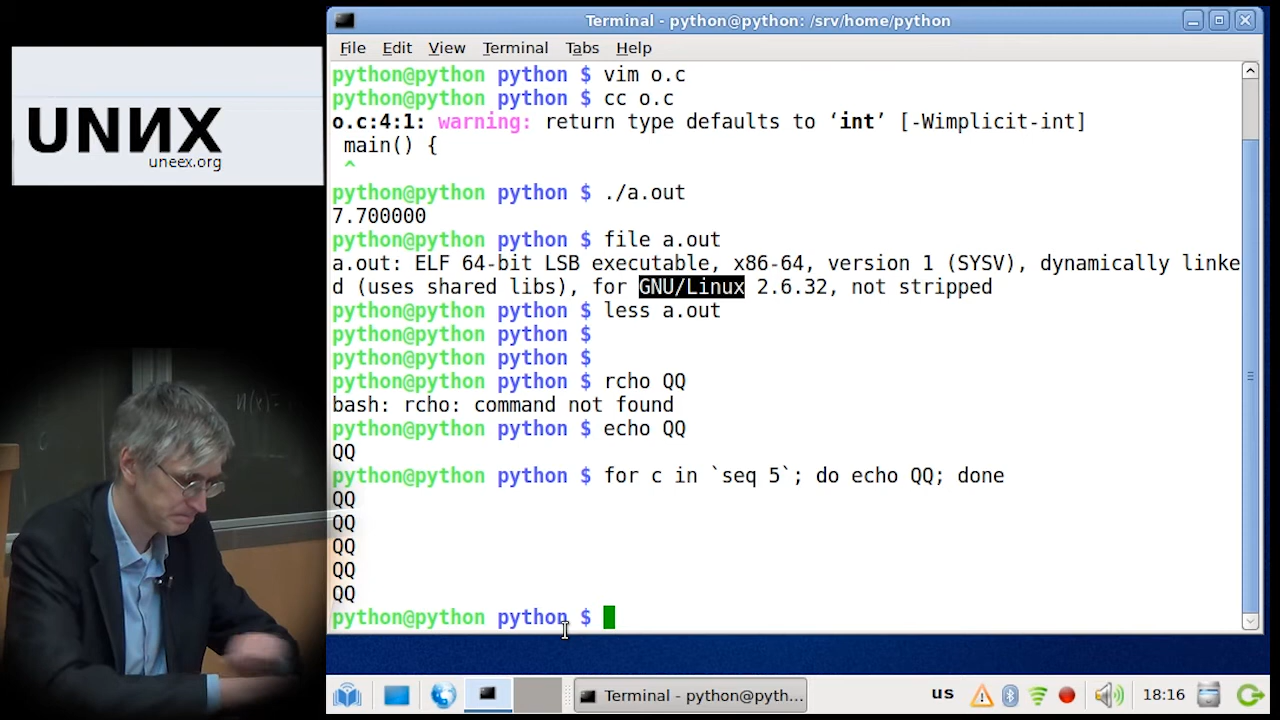 UNИX
uneex.org
Terminal - python@python: /srv/home/python
File Edit View Terminal Tabs Help
python@python python $ vim o.c
python@python python $ cc o.c
o.c:4:1: warning: return type defaults to ‘int’ [-Wimplicit-int]
main() {
^
python@python python $ ./a.out
7.700000
python@python python $ file a.out
a.out: ELF 64-bit LSB executable, x86-64, version 1 (SYSV), dynamically linke
d (uses shared libs), for GNU/Linux 2.6.32, not stripped
python@python python $ less a.out
python@python python $
python@python python $
python@python python $ rcho QQ
bash: rcho: command not found
python@python python $ echo QQ
QQ
python@python python $ for c in `seq 5`; do echo QQ; done
QQ
QQ
QQ
QQ
QQ
python@python python $
Terminal - python@pyth... us 18:16